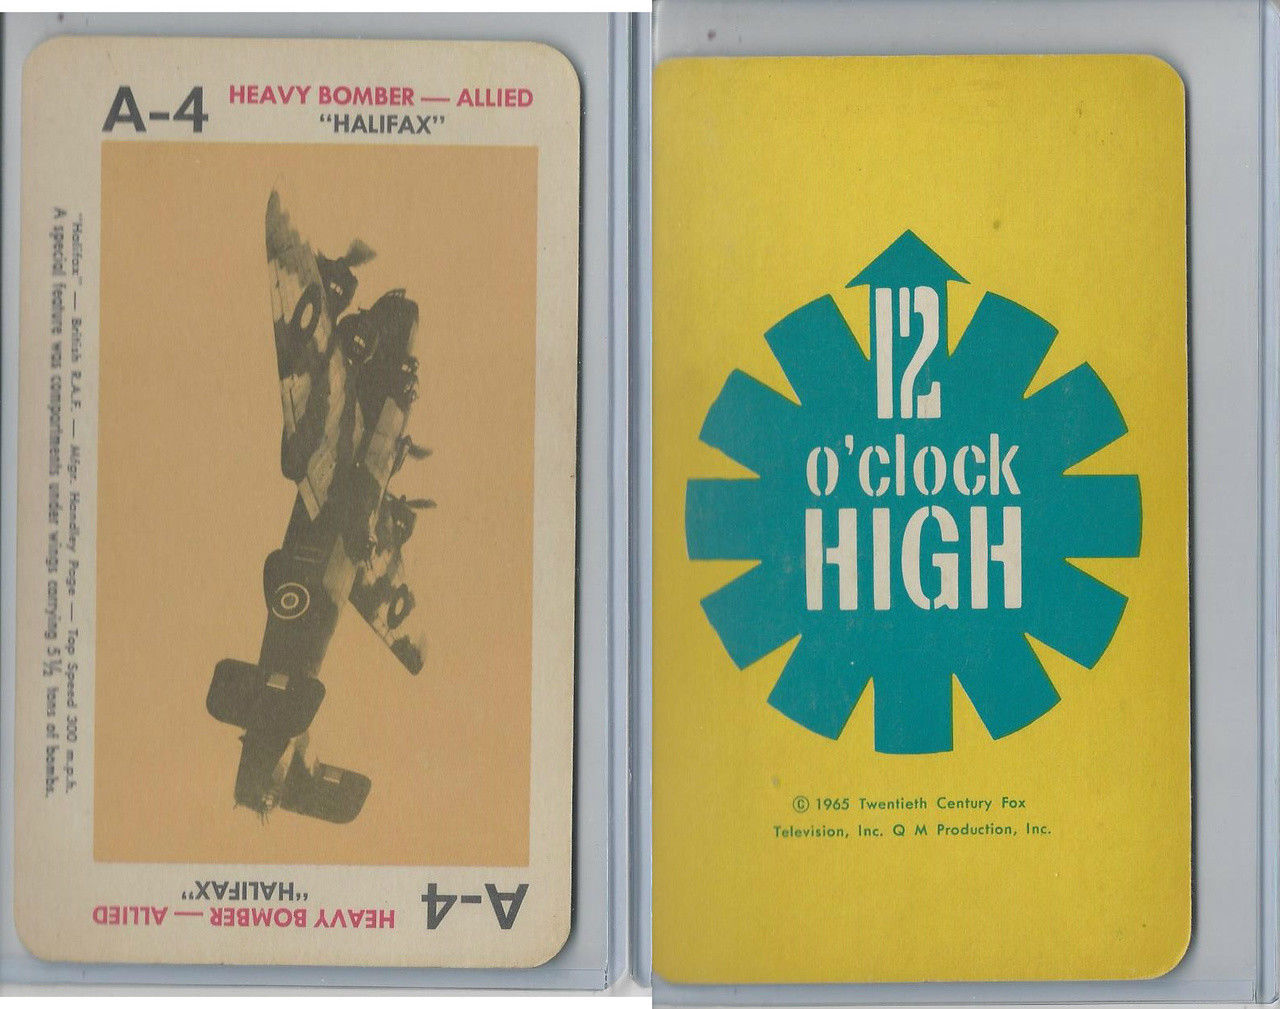 A-4
HEAVY BOMBER — ALLIED
"HALIFAX"
"Halifax" — British R.A.F. — Mfgr. Handley Page — Top Speed 300 m.p.h.
A special feature was compartments under wings carrying 5½ tons of bombs.
A-4
HEAVY BOMBER — ALLIED
"HALIFAX"
12
o'clock
HIGH
© 1965 Twentieth Century Fox
Television, Inc. Q M Production, Inc.